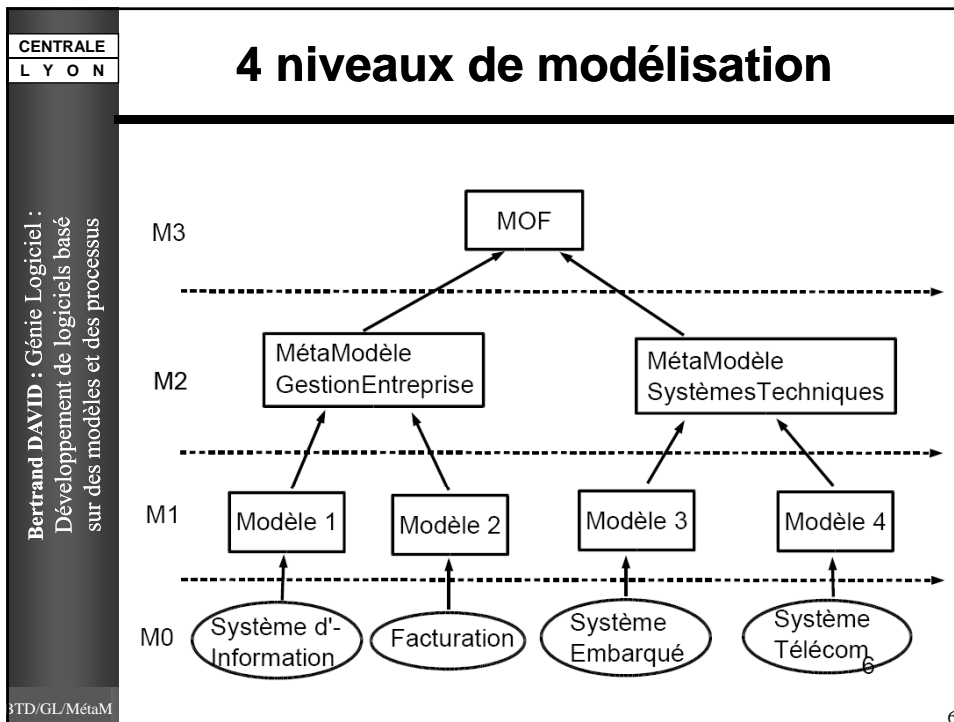 CENTRALE
L Y O N
4 niveaux de modélisation
Bertrand DAVID : Génie Logiciel :
Développement de logiciels basé
sur des modèles et des processus
M3
MOF
M2
MétaModèle
GestionEntreprise
MétaModèle
SystèmesTechniques
M1
Modèle 1
Modèle 2
Modèle 3
Modèle 4
M0
Système d'-
Information
Facturation
Système
Embarqué
Système
Télécom
6
BTD/GL/MétaM
6